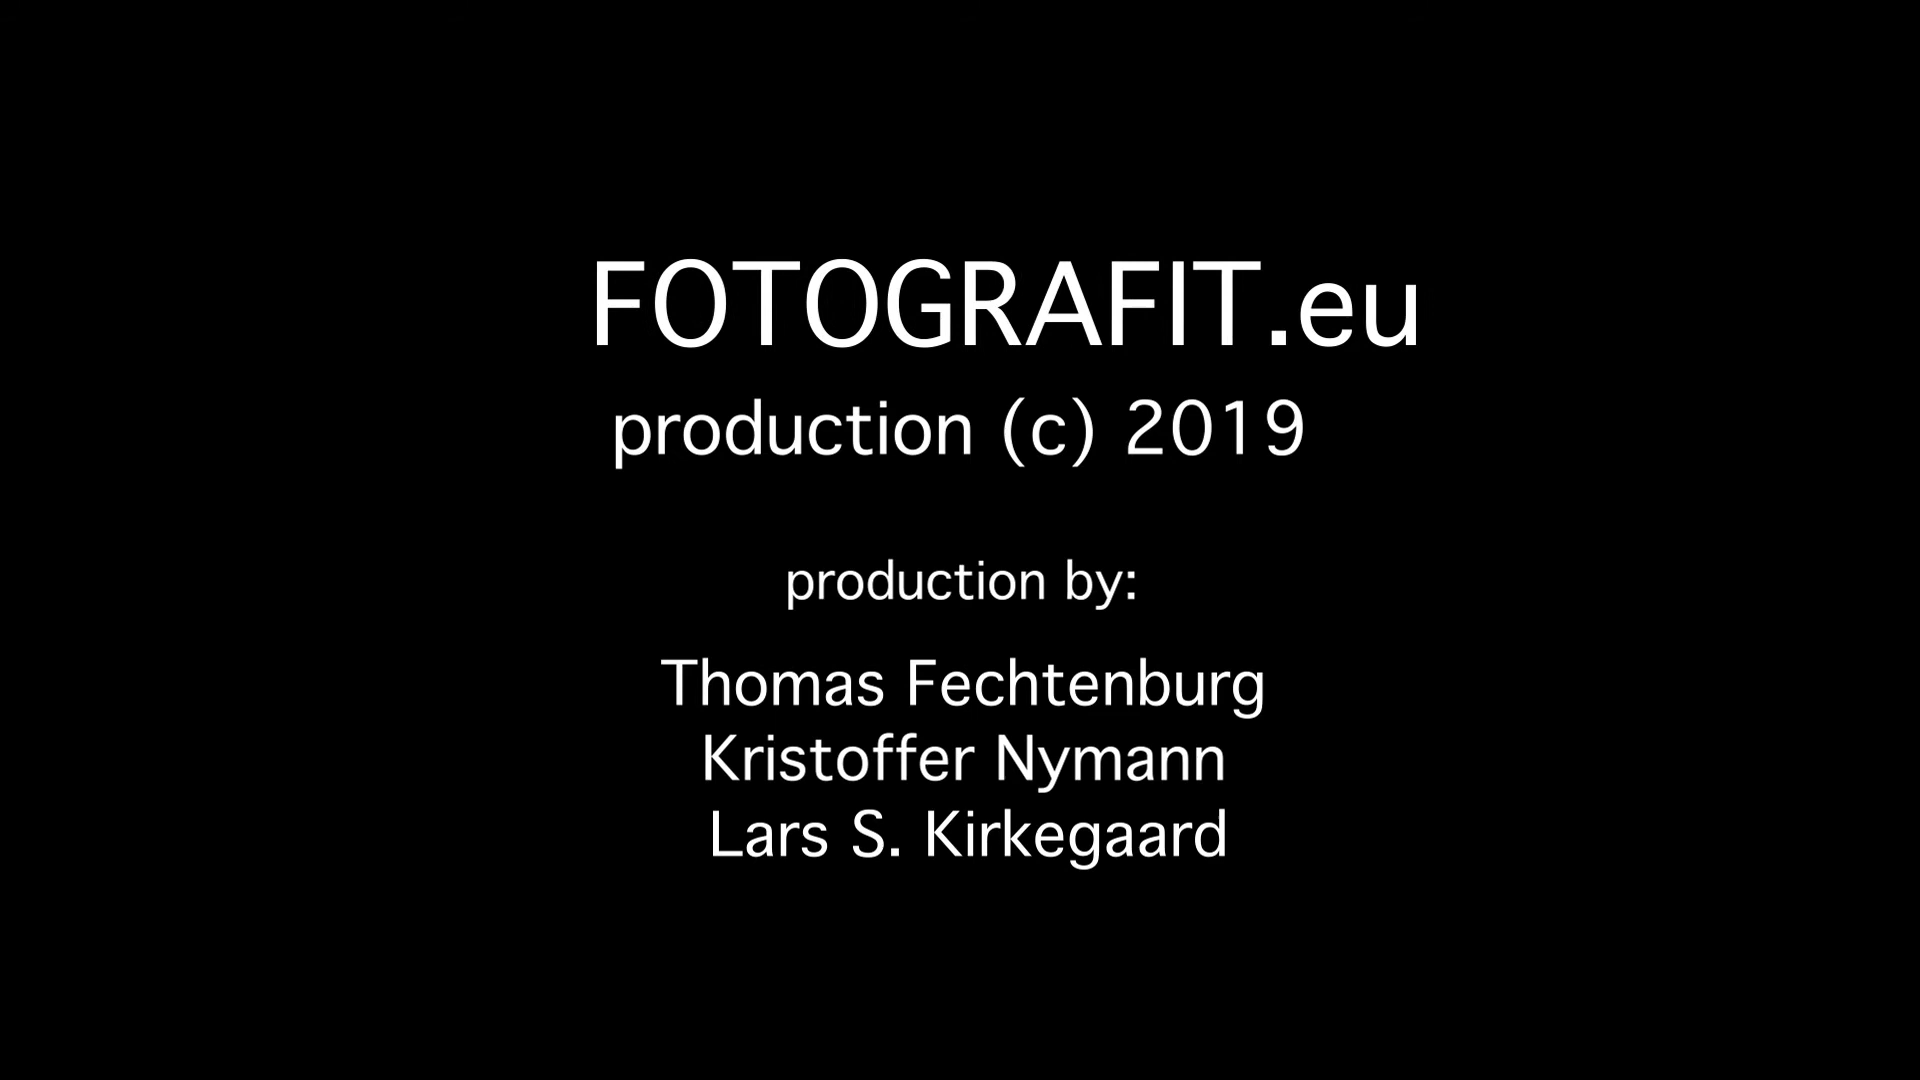 FOTOGRAFIT.eu
production (c) 2019
production by:
Thomas Fechtenburg
Kristoffer Nymann
Lars S. Kirkegaard